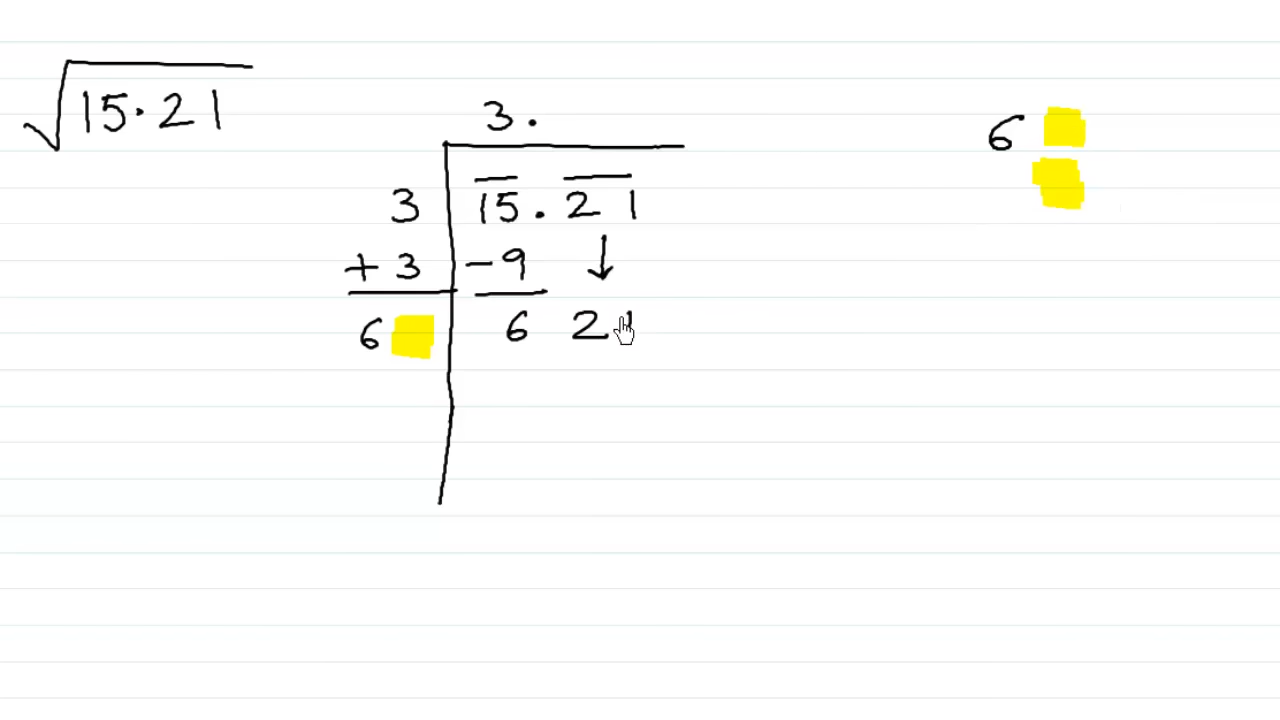 √15.21
3.
6
3 15.21
+ 3 - 9 ↓
6 6 21